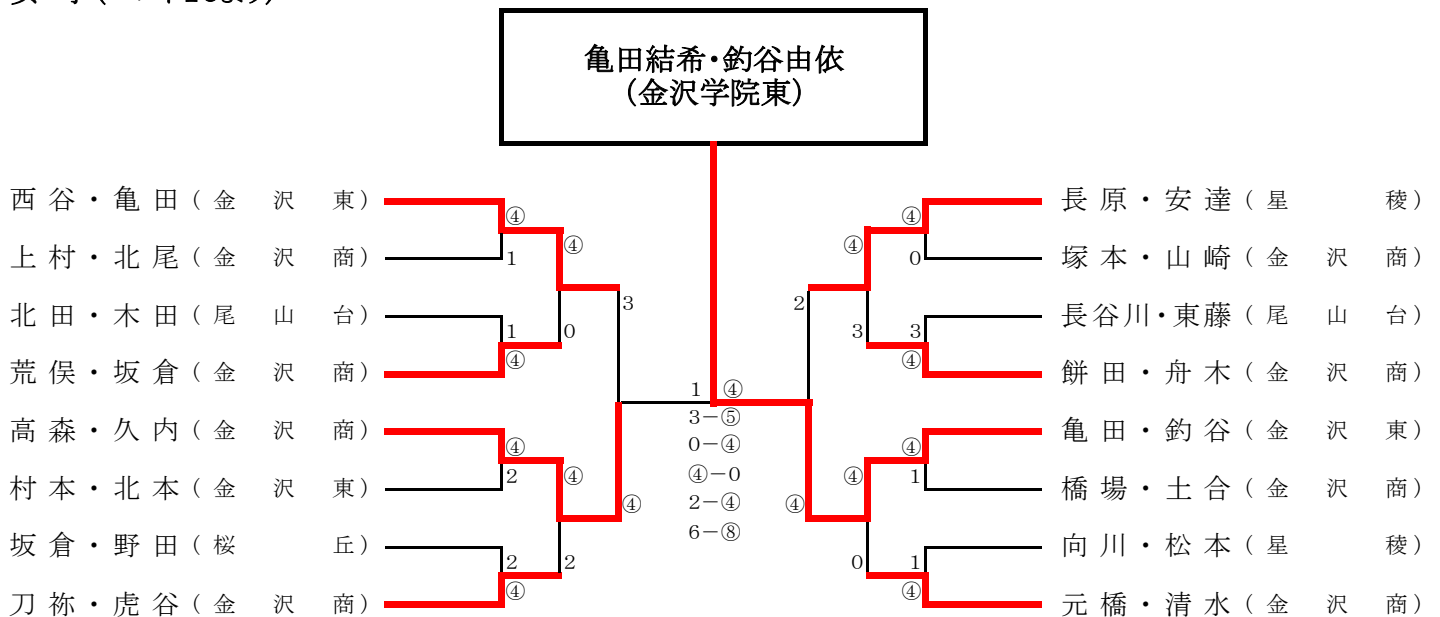 亀田結希・釣谷由依
(金沢学院東)
西谷・亀田(金沢東)
④
上村・北尾(金沢商)
1
④
北田・木田(尾山台)
1
0
荒俣・坂倉(金沢商)
④
3
高森・久内(金沢商)
④
村本・北本(金沢東)
2
④
坂倉・野田(桜丘)
2
2
刀祢・虎谷(金沢商)
④
④
1 ④
3-⑤
0-④
④-0
2-④
6-⑧
長原・安達(星稜)
④
塚本・山崎(金沢商)
0
④
長谷川・東藤(尾山台)
3
3
餅田・舟木(金沢商)
④
2
亀田・釣谷(金沢東)
④
橋場・土合(金沢商)
1
④
向川・松本(星稜)
1
0
元橋・清水(金沢商)
④
④